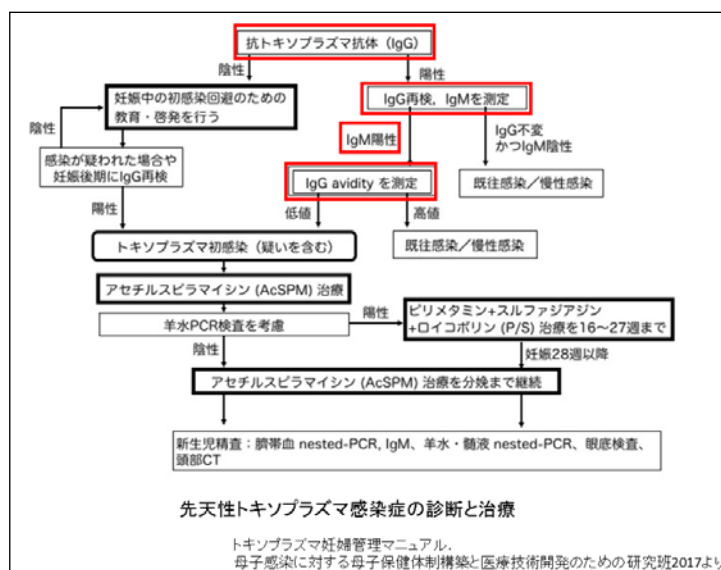 抗トキソプラズマ抗体（IgG）
陰性
陽性
妊娠中の初感染回避のための
教育・啓発を行う
IgG再検，IgMを測定
陰性
IgM陽性
IgG不変
かつIgM陰性
感染が疑われた場合や
妊娠後期にIgG再検
IgG avidity を測定
既往感染／慢性感染
陽性
低値
高値
トキソプラズマ初感染（疑いを含む）
既往感染／慢性感染
アセチルスピラマイシン (AcSPM) 治療
羊水PCR検査を考慮
陽性
ピリメタミン+スルファジアジン
+ロイコボリン (P/S) 治療を16〜27週まで
陰性
妊娠28週以降
アセチルスピラマイシン (AcSPM) 治療を分娩まで継続
新生児精査：臍帯血 nested-PCR, IgM、羊水・髄液 nested-PCR、眼底検査、
頭部CT
先天性トキソプラズマ感染症の診断と治療
トキソプラズマ妊婦管理マニュアル.
母子感染に対する母子保健体制構築と医療技術開発のための研究班2017より